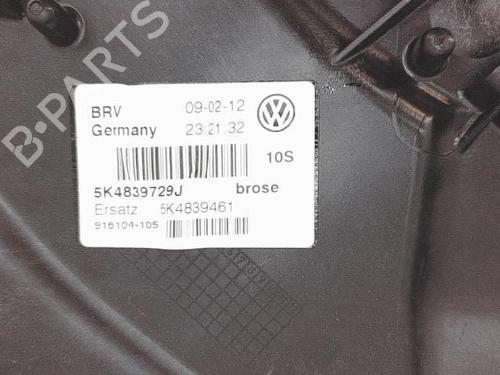 B-PARTS
BRV 09-02-12
Germany 23:21:32
10S
5K4839729J brose
Ersatz: 5K4839461
916104-105